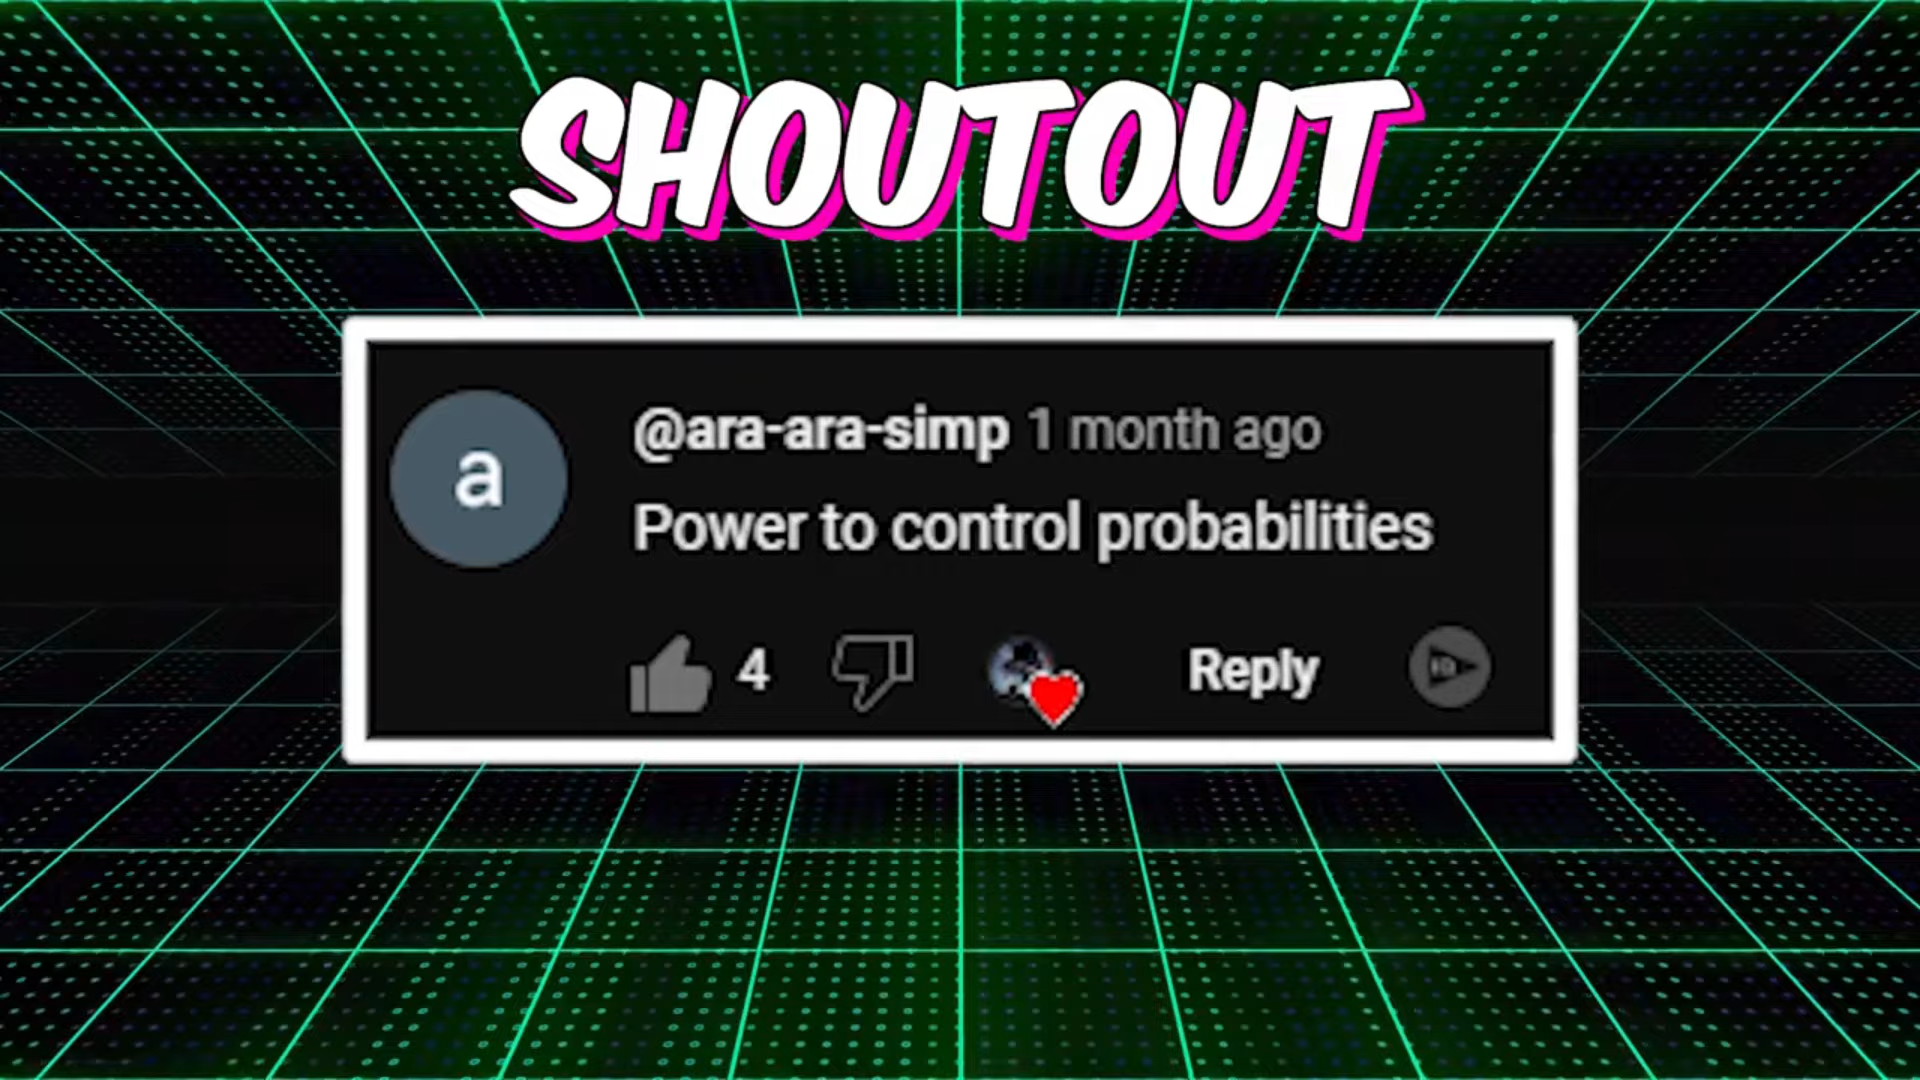 SHOUTOUT
a
@ara-ara-simp 1 month ago
Power to control probabilities
4 Reply